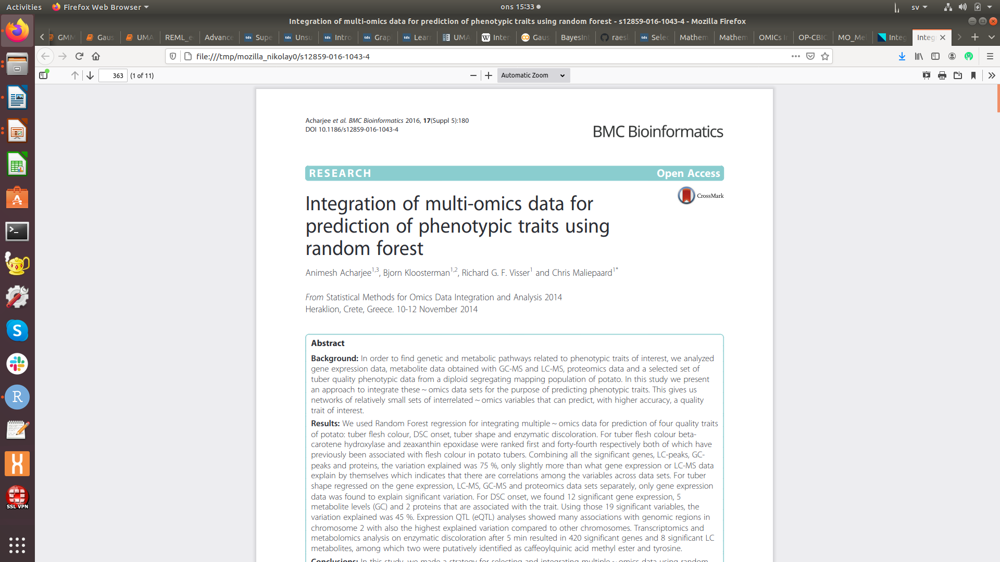 Activities
Firefox Web Browser
ons 15:33
sv
Integration of multi-omics data for prediction of phenotypic traits using random forest - s12859-016-1043-4 - Mozilla Firefox
GMM Gaus UMA REML_e Advance tds Supe tds Unsu tds Intro tds Grap tds Lear UMA W Inter Gaus BayesInt raesl tds Selec Mathem Mathem OMICs I OP-CBIC MO_Me Integ Integ
file:///tmp/mozilla_nikolay0/s12859-016-1043-4
363 (1 of 11)
Automatic Zoom
Acharjee et al. BMC Bioinformatics 2016, 17(Suppl 5):180
DOI 10.1186/s12859-016-1043-4
BMC Bioinformatics
RESEARCH
Open Access
CrossMark
Integration of multi-omics data for
prediction of phenotypic traits using
random forest
Animesh Acharjee1,3, Bjorn Kloosterman1,2, Richard G. F. Visser1 and Chris Maliepaard1*
From Statistical Methods for Omics Data Integration and Analysis 2014
Heraklion, Crete, Greece. 10-12 November 2014
Abstract
Background: In order to find genetic and metabolic pathways related to phenotypic traits of interest, we analyzed
gene expression data, metabolite data obtained with GC-MS and LC-MS, proteomics data and a selected set of
tuber quality phenotypic data from a diploid segregating mapping population of potato. In this study we present
an approach to integrate these ~ omics data sets for the purpose of predicting phenotypic traits. This gives us
networks of relatively small sets of interrelated ~ omics variables that can predict, with higher accuracy, a quality
trait of interest.
Results: We used Random Forest regression for integrating multiple ~ omics data for prediction of four quality traits
of potato: tuber flesh colour, DSC onset, tuber shape and enzymatic discoloration. For tuber flesh colour beta-
carotene hydroxylase and zeaxanthin epoxidase were ranked first and forty-fourth respectively both of which have
previously been associated with flesh colour in potato tubers. Combining all the significant genes, LC-peaks, GC-
peaks and proteins, the variation explained was 75 %, only slightly more than what gene expression or LC-MS data
explain by themselves which indicates that there are correlations among the variables across data sets. For tuber
shape regressed on the gene expression, LC-MS, GC-MS and proteomics data sets separately, only gene expression
data was found to explain significant variation. For DSC onset, we found 12 significant gene expression, 5
metabolite levels (GC) and 2 proteins that are associated with the trait. Using those 19 significant variables, the
variation explained was 45 %. Expression QTL (eQTL) analyses showed many associations with genomic regions in
chromosome 2 with also the highest explained variation compared to other chromosomes. Transcriptomics and
metabolomics analysis on enzymatic discoloration after 5 min resulted in 420 significant genes and 8 significant LC
metabolites, among which two were putatively identified as caffeoylquinic acid methyl ester and tyrosine.
Conclusions: In this study, we made a strategy for selecting and integrating multiple ~ omics data using random
S
R
X
SSL VPN